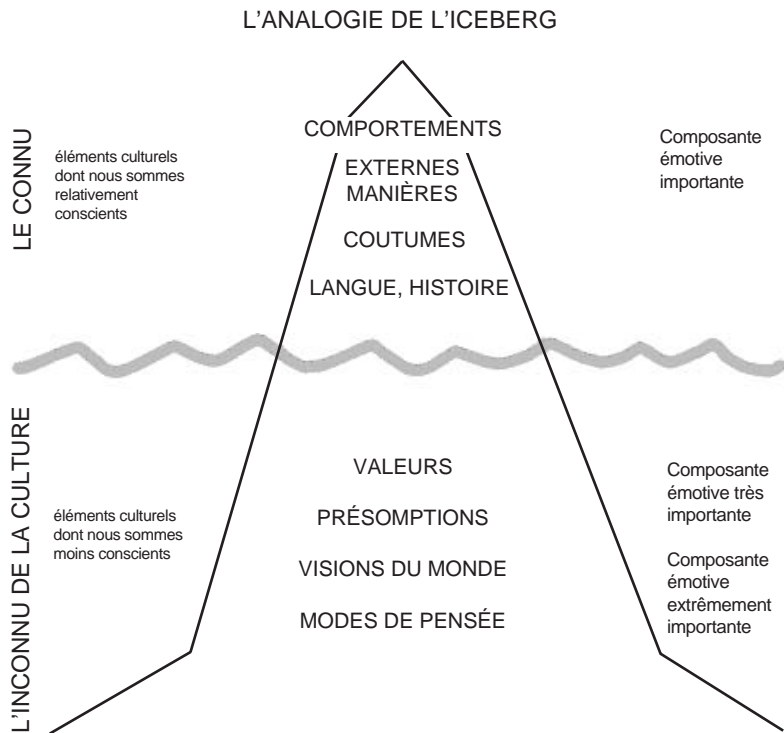 L'ANALOGIE DE L'ICEBERG
LE CONNU
éléments culturels
dont nous sommes
relativement
conscients
COMPORTEMENTS
EXTERNES
MANIÈRES
COUTUMES
LANGUE, HISTOIRE
Composante
émotive
importante
L'INCONNU DE LA CULTURE
éléments culturels
dont nous sommes
moins conscients
VALEURS
PRÉSOMPTIONS
VISIONS DU MONDE
MODES DE PENSÉE
Composante
émotive très
importante
Composante
émotive
extrêmement
importante